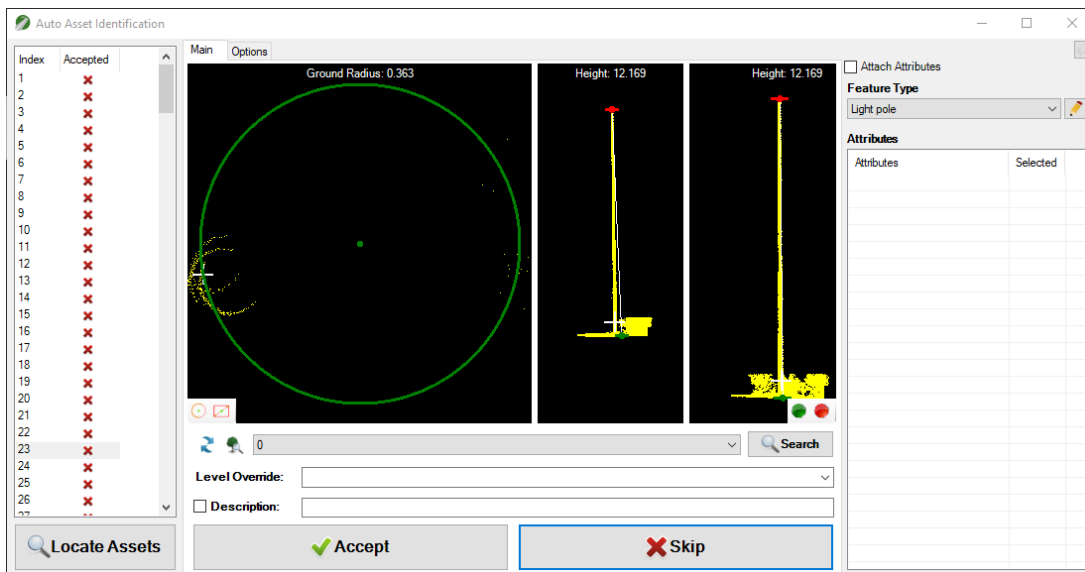 Auto Asset Identification
Index Accepted
1
2
3
4
5
6
7
8
9
10
11
12
13
14
15
16
17
18
19
20
21
22
23
24
25
26
27
Locate Assets
Main Options
Ground Radius: 0.363
Height: 12.169
Height: 12.169
0
Search
Level Override:
Description:
Accept
Skip
Attach Attributes
Feature Type
Light pole
Attributes
Attributes Selected